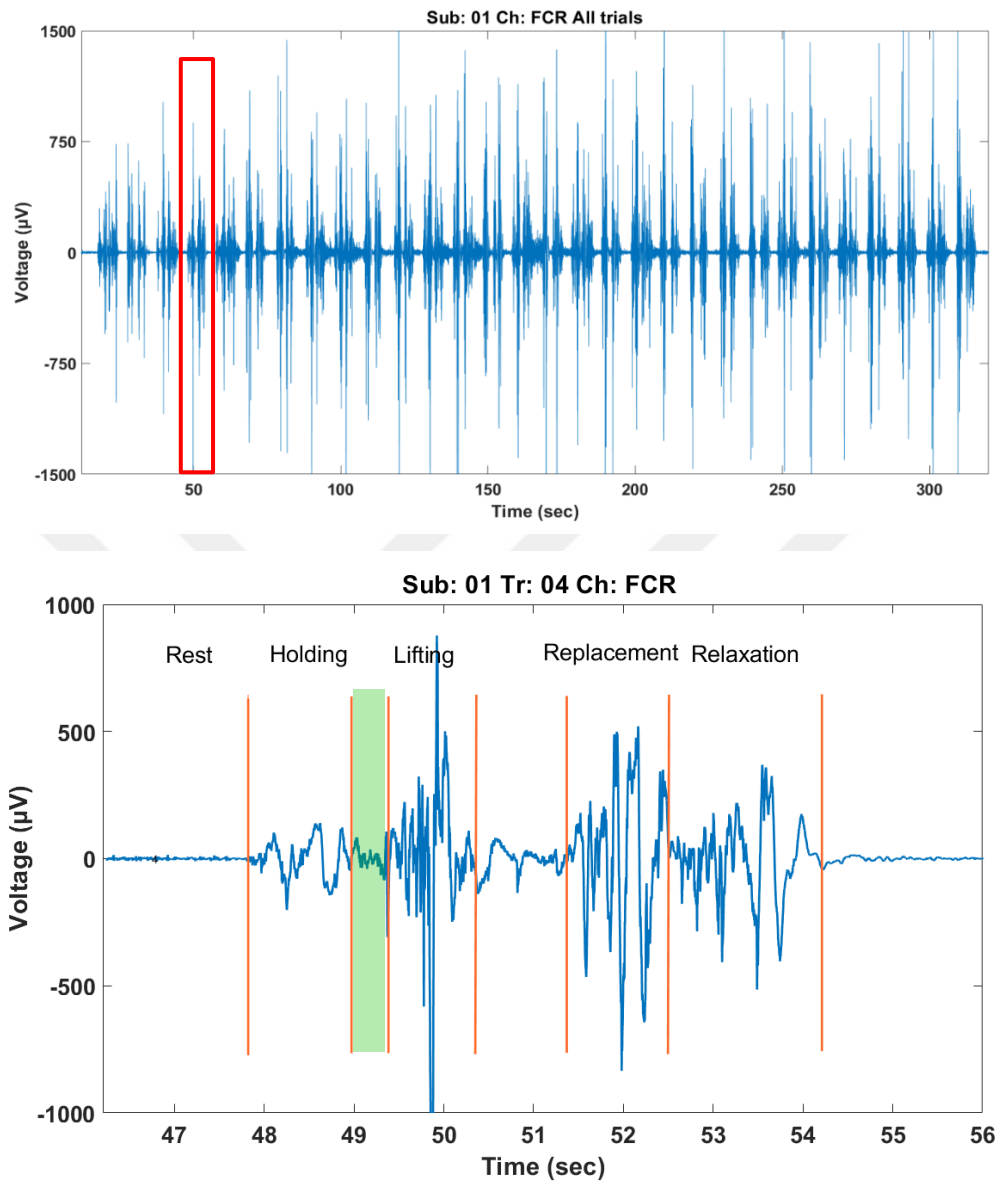 Sub: 01 Ch: FCR All trials
1500
750
0
-750
-1500
Voltage (µV)
50 100 150 200 250 300
Time (sec)
Sub: 01 Tr: 04 Ch: FCR
1000
500
0
-500
-1000
Voltage (µV)
Rest Holding Lifting Replacement Relaxation
47 48 49 50 51 52 53 54 55 56
Time (sec)